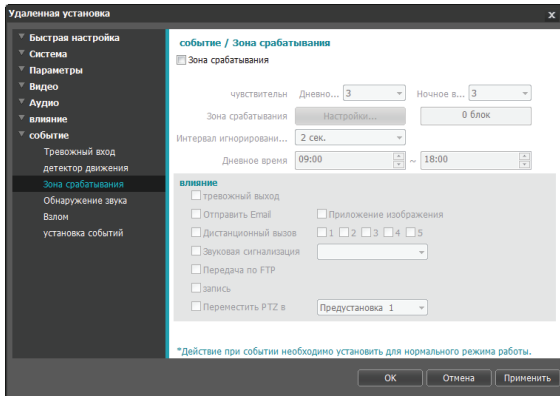 Удаленная установка x
Быстрая настройка
Система
Параметры
Видео
Аудио
влияние
событие
Тревожный вход
детектор движения
Зона срабатывания
Обнаружение звука
Взлом
установка событий
событие / Зона срабатывания
Зона срабатывания
чувствительн Дневно... 3 Ночное в... 3
Зона срабатывания Настройки... 0 блок
Интервал игнорировани... 2 сек.
Дневное время 09:00 ~ 18:00
влияние
тревожный выход
Отправить Email Приложение изображения
Дистанционный вызов 1 2 3 4 5
Звуковая сигнализация
Передача по FTP
запись
Переместить PTZ в Предустановка 1
*Действие при событии необходимо установить для нормального режима работы.
OK Отмена Применить